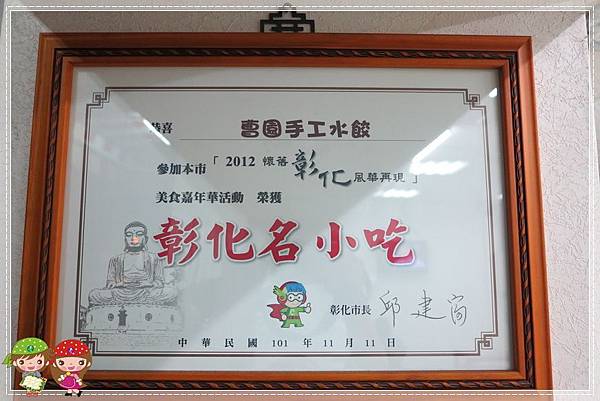 恭喜 曹園手工水餃
參加本市「2012 懷舊彰化風華再現」
美食嘉年華活動 榮獲
彰化名小吃
彰化市長 邱建富
中華民國 101 年 11 月 11 日